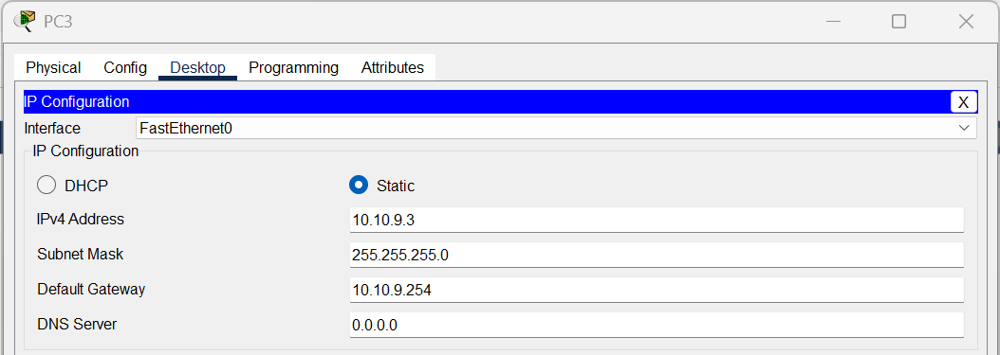 PC3
Physical Config Desktop Programming Attributes
IP Configuration X
Interface FastEthernet0
IP Configuration
DHCP Static
IPv4 Address 10.10.9.3
Subnet Mask 255.255.255.0
Default Gateway 10.10.9.254
DNS Server 0.0.0.0